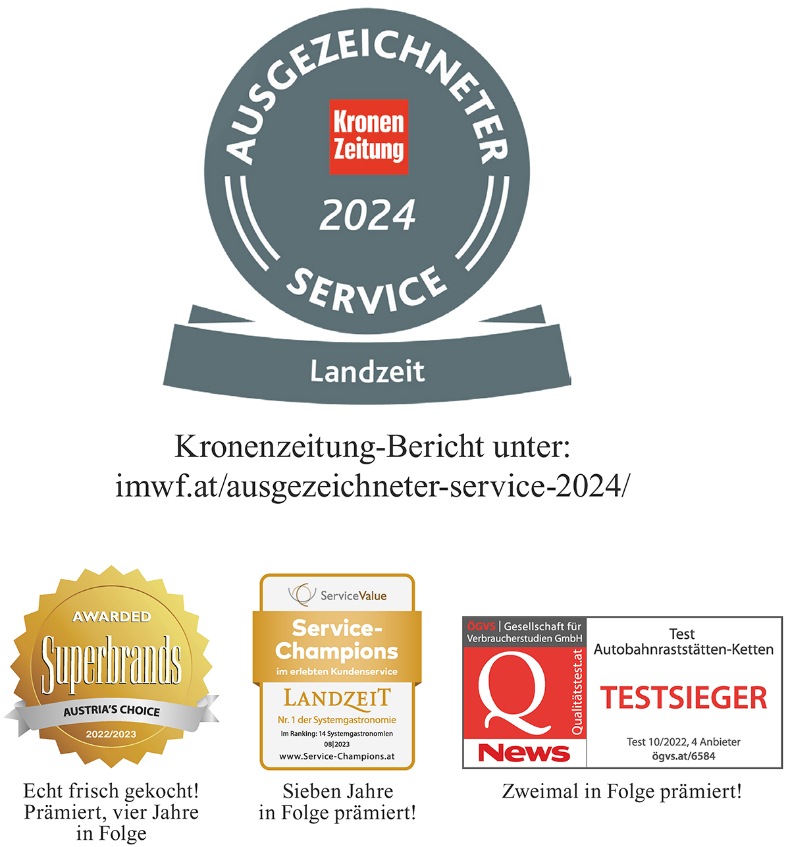 AUSGEZEICHNETER
Kronen
Zeitung
2024
SERVICE
Landzeit
Kronenzeitung-Bericht unter:
imwf.at/ausgezeichneter-service-2024/
AWARDED
Superbrands
AUSTRIA'S CHOICE
2022/2023
Echt frisch gekocht!
Prämiert, vier Jahre
in Folge
ServiceValue
Service-
Champions
im erlebten Kundenservice
LANDZEIT
Nr. 1 der Systemgastronomie
Im Ranking: 14 Systemgastronomien
08|2023
www.Service-Champions.at
Sieben Jahre
in Folge prämiert!
ÖGVS | Gesellschaft für
Verbraucherstudien GmbH
Q
Qualitätstest.at
News
Test
Autobahnraststätten-Ketten
TESTSIEGER
Test 10/2022, 4 Anbieter
ögvs.at/6584
Zweimal in Folge prämiert!